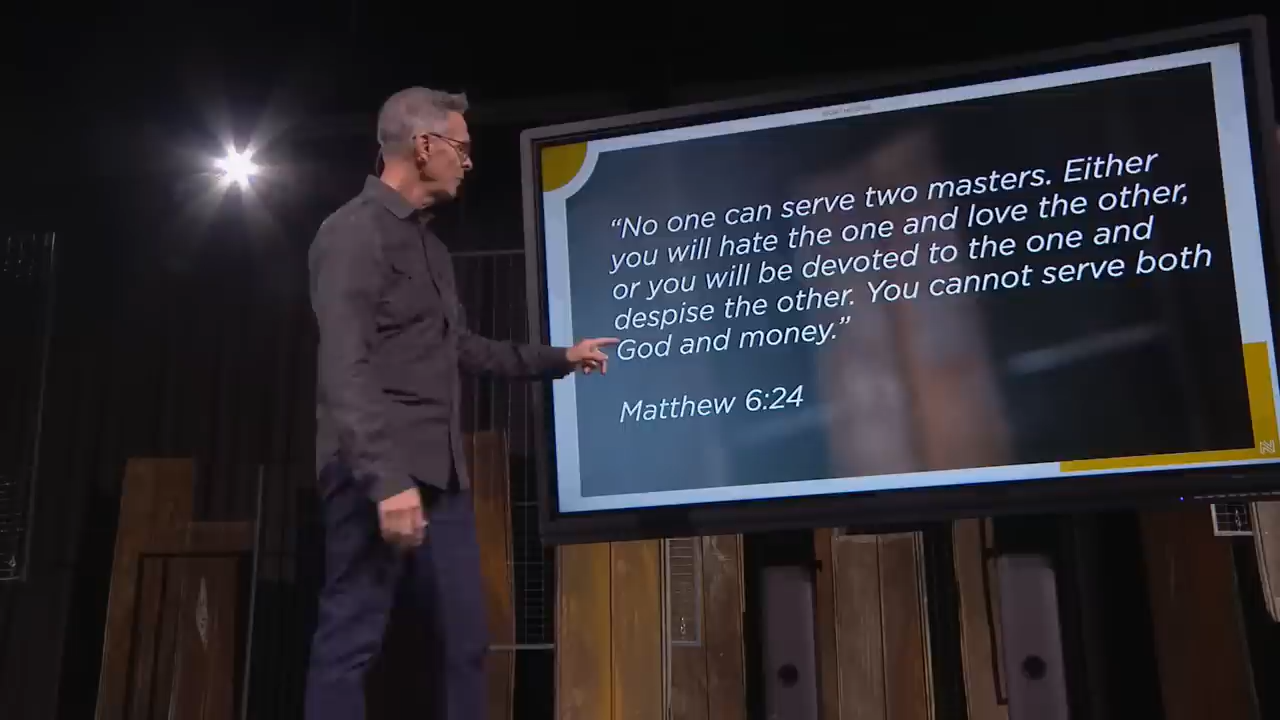 “No one can serve two masters. Either
you will hate the one and love the other,
or you will be devoted to the one and
despise the other. You cannot serve both
God and money.”
Matthew 6:24
N